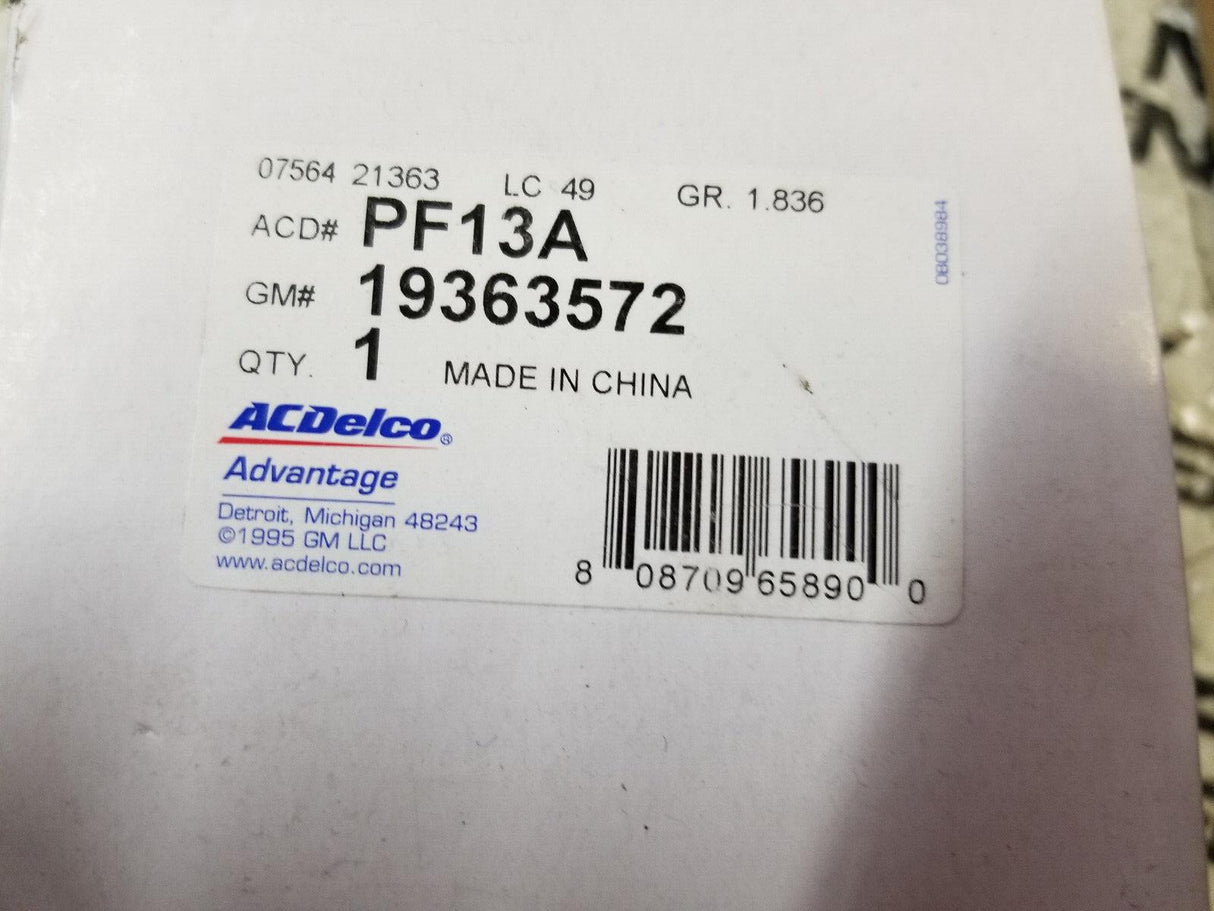 07564 21363 LC 49 GR. 1.836
ACD# PF13A
GM# 19363572
QTY. 1 MADE IN CHINA
ACDelco®
Advantage
Detroit, Michigan 48243
©1995 GM LLC
www.acdelco.com
8 08709 65890 0
08038984